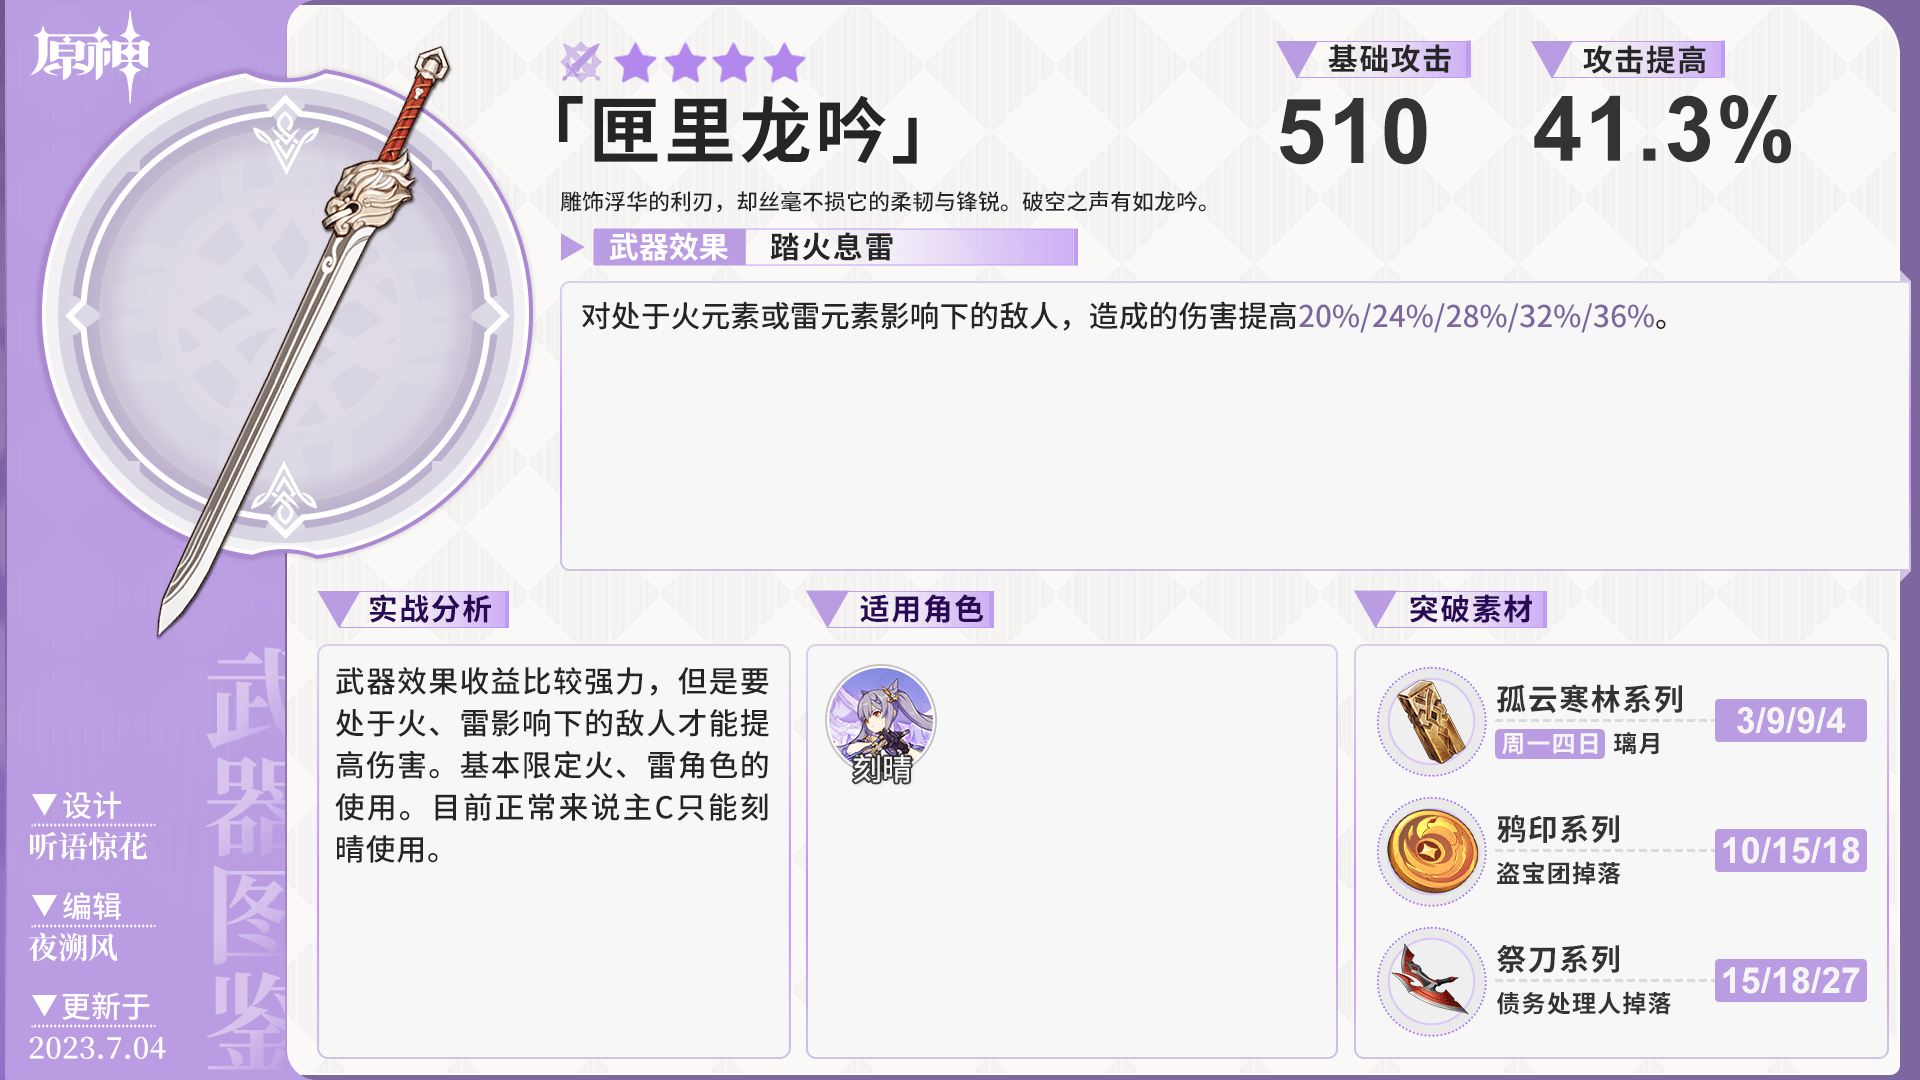 原神
「匣里龙吟」
基础攻击
510
攻击提高
41.3%
雕饰浮华的利刃，却丝毫不损它的柔韧与锋锐。破空之声有如龙吟。
武器效果 踏火息雷
对处于火元素或雷元素影响下的敌人，造成的伤害提高20%/24%/28%/32%/36%。
实战分析
武器效果收益比较强力，但是要
处于火、雷影响下的敌人才能提
高伤害。基本限定火、雷角色的
使用。目前正常来说主C只能刻
晴使用。
适用角色
刻晴
突破素材
孤云寒林系列
周一四日 璃月
3/9/9/4
鸦印系列
盗宝团掉落
10/15/18
祭刀系列
债务处理人掉落
15/18/27
武器图鉴
▼设计
听语惊花
▼编辑
夜溯风
▼更新于
2023.7.04